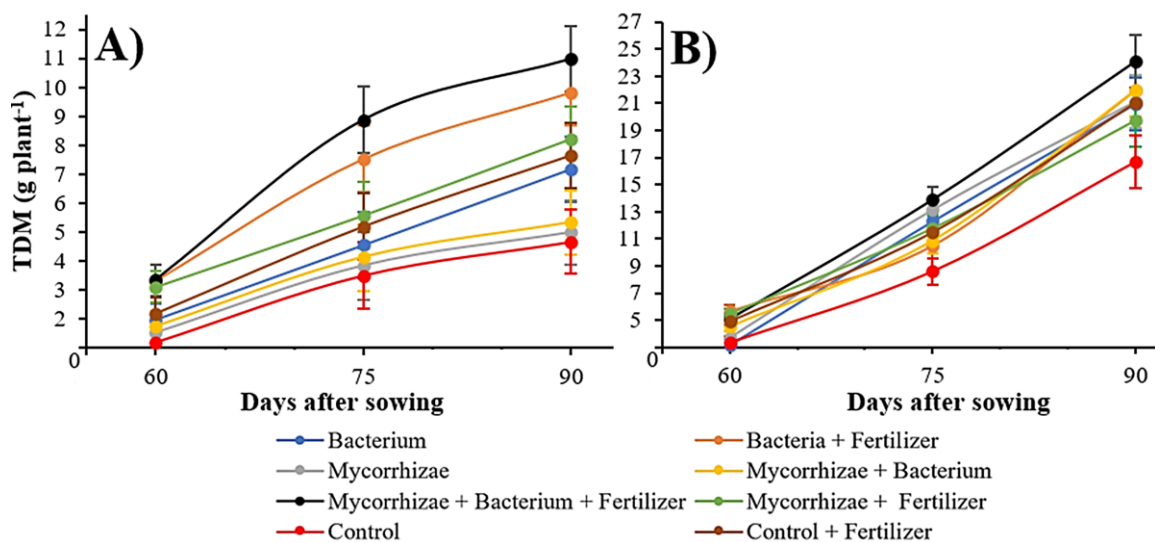 A)
TDM (g plant-1)
12
11
10
9
8
7
6
5
4
3
2
0
60
75
90
Days after sowing
B)
27
25
23
21
19
17
15
13
11
9
7
5
0
60
75
90
Days after sowing
Bacterium
Bacteria + Fertilizer
Mycorrhizae
Mycorrhizae + Bacterium
Mycorrhizae + Bacterium + Fertilizer
Mycorrhizae + Fertilizer
Control
Control + Fertilizer